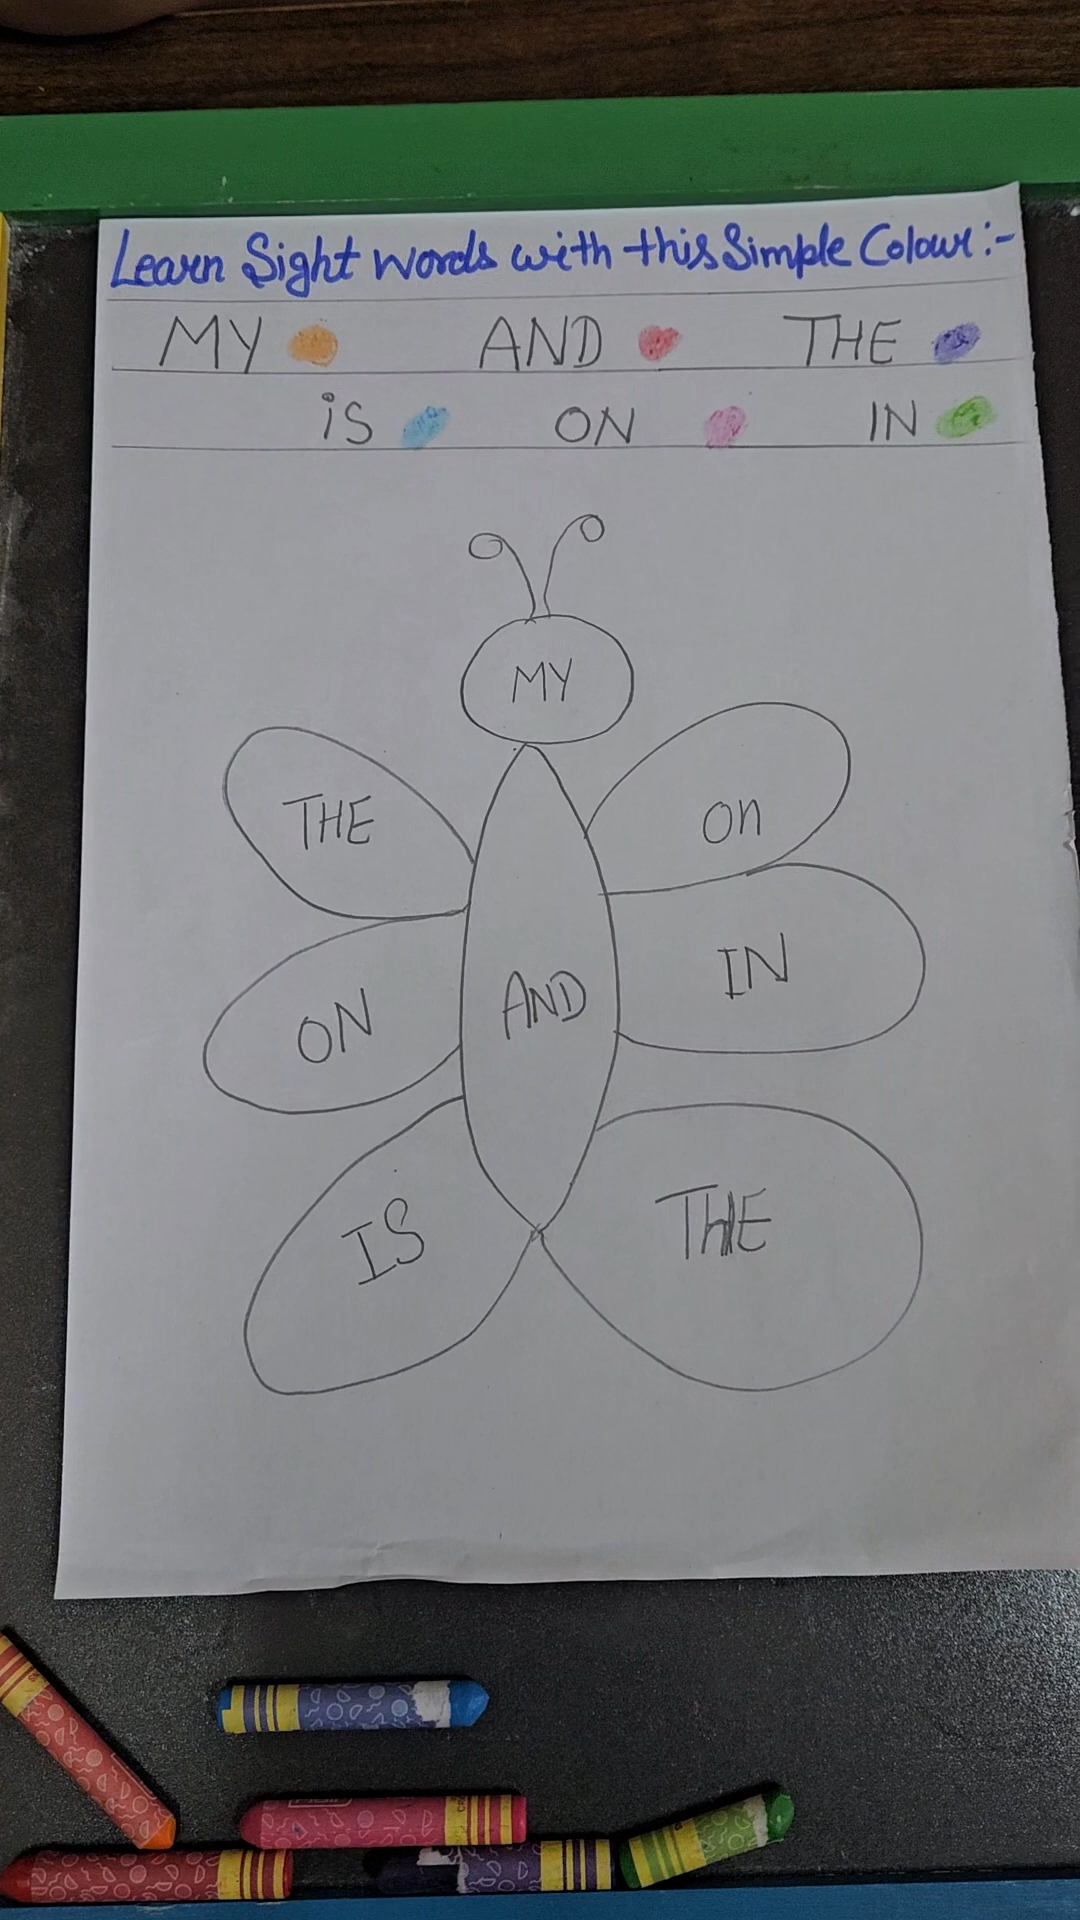 Learn Sight words with this Simple Colour:-
MY AND THE
iS ON IN
MY
THE
On
ON
AND
IN
IS
THE